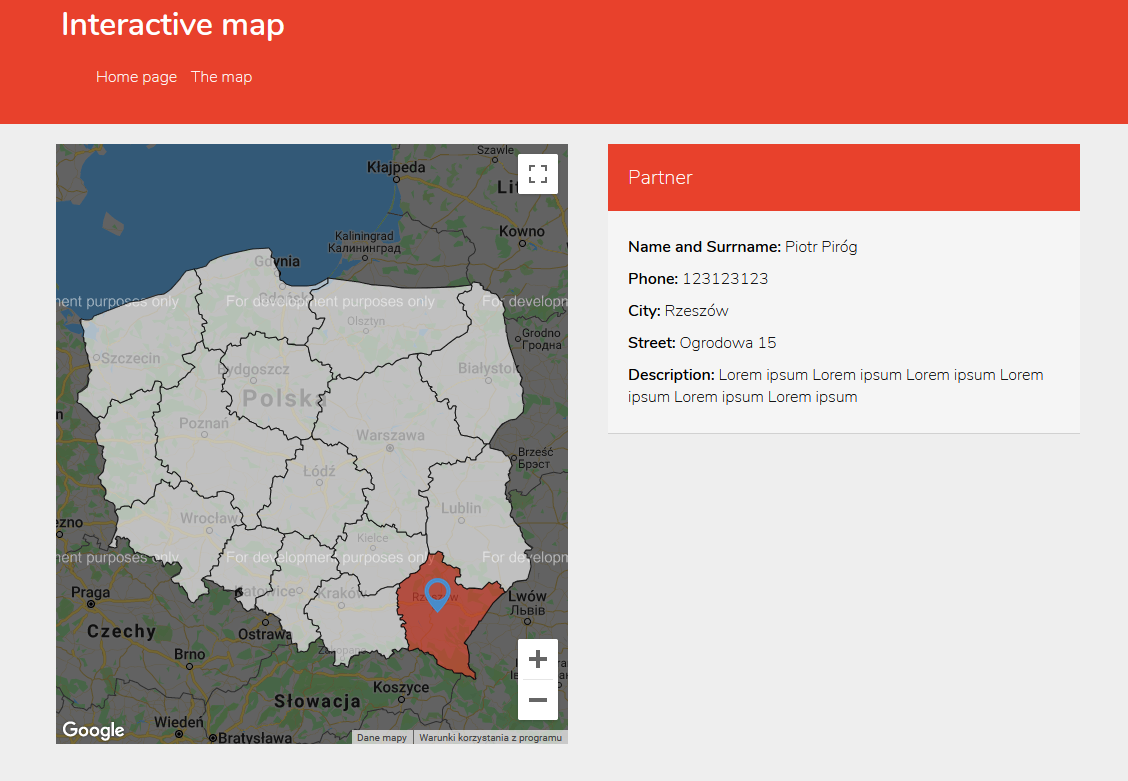 Interactive map
Home page The map
Szawle
Kłajpeda
Kowno
Kaliningrad
Калининград
Gdynia
Gdańsk
ment purposes only For development purposes only For developm
Olsztyn
Grodno
Гродна
Szczecin
Bydgoszcz
Białystok
Polska
Poznań
Warszawa
Brześć
Брэст
Łódź
Lublin
Wrocław
Kielce
ment purposes only For development purposes only For developm
Praga
Katowice
Kraków
Rzeszów
Lwów
Львів
Czechy
Ostrawa
Brno
Zakopane
Koszyce
Słowacja
Wiedeń
Bratysława
Google
Dane mapy
Warunki korzystania z programu
Partner
Name and Surrname: Piotr Piróg
Phone: 123123123
City: Rzeszów
Street: Ogrodowa 15
Description: Lorem ipsum Lorem ipsum Lorem ipsum Lorem
ipsum Lorem ipsum Lorem ipsum